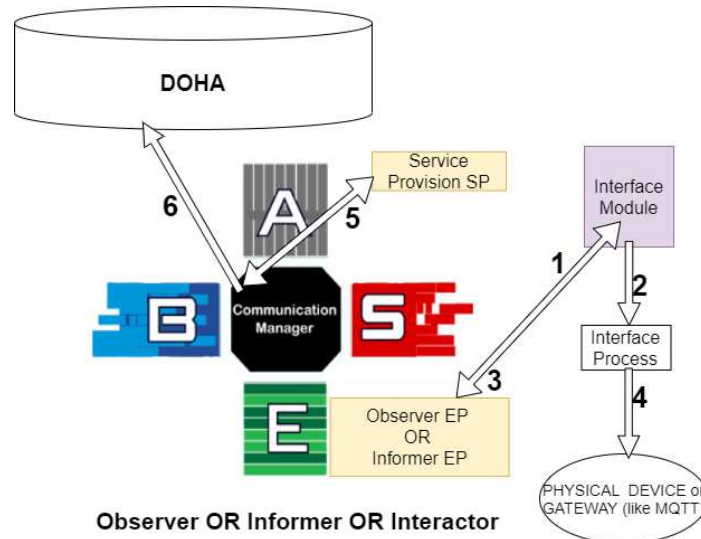 DOHA
Service
Provision SP
Interface
Module
6
5
A
1
2
B
Communication
Manager
S
Interface
Process
3
4
E
Observer EP
OR
Informer EP
PHYSICAL DEVICE or
GATEWAY (like MQTT
Observer OR Informer OR Interactor